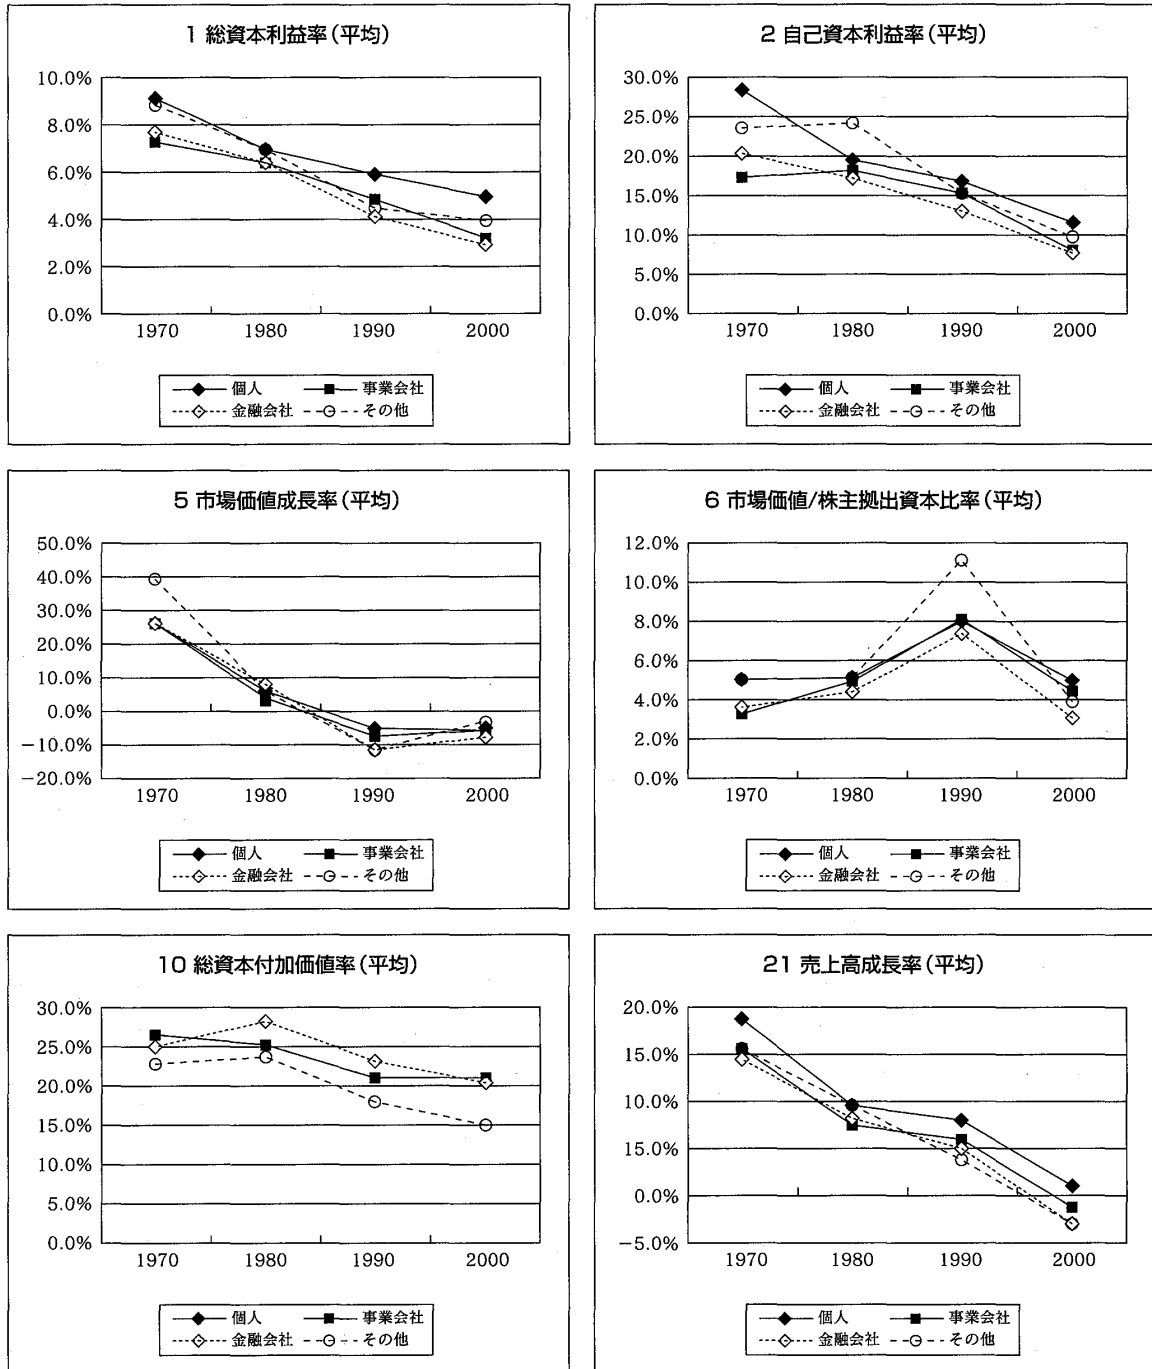 1 総資本利益率(平均)
10.0%
8.0%
6.0%
4.0%
2.0%
0.0%
1970 1980 1990 2000
個人 事業会社
金融会社 その他
2 自己資本利益率(平均)
30.0%
25.0%
20.0%
15.0%
10.0%
5.0%
0.0%
1970 1980 1990 2000
個人 事業会社
金融会社 その他
5 市場価値成長率(平均)
50.0%
40.0%
30.0%
20.0%
10.0%
0.0%
−10.0%
−20.0%
1970 1980 1990 2000
個人 事業会社
金融会社 その他
6 市場価値/株主拠出資本比率(平均)
12.0%
10.0%
8.0%
6.0%
4.0%
2.0%
0.0%
1970 1980 1990 2000
個人 事業会社
金融会社 その他
10 総資本付加価値率(平均)
30.0%
25.0%
20.0%
15.0%
10.0%
5.0%
0.0%
1970 1980 1990 2000
個人 事業会社
金融会社 その他
21 売上高成長率(平均)
20.0%
15.0%
10.0%
15.0%
0.0%
−5.0%
1970 1980 1990 2000
個人 事業会社
金融会社 その他